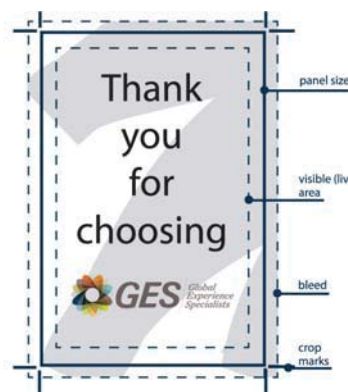 Thank
you
for
choosing
GES Global
Experience
Specialists
panel size
visible (liv
area
bleed
crop
marks